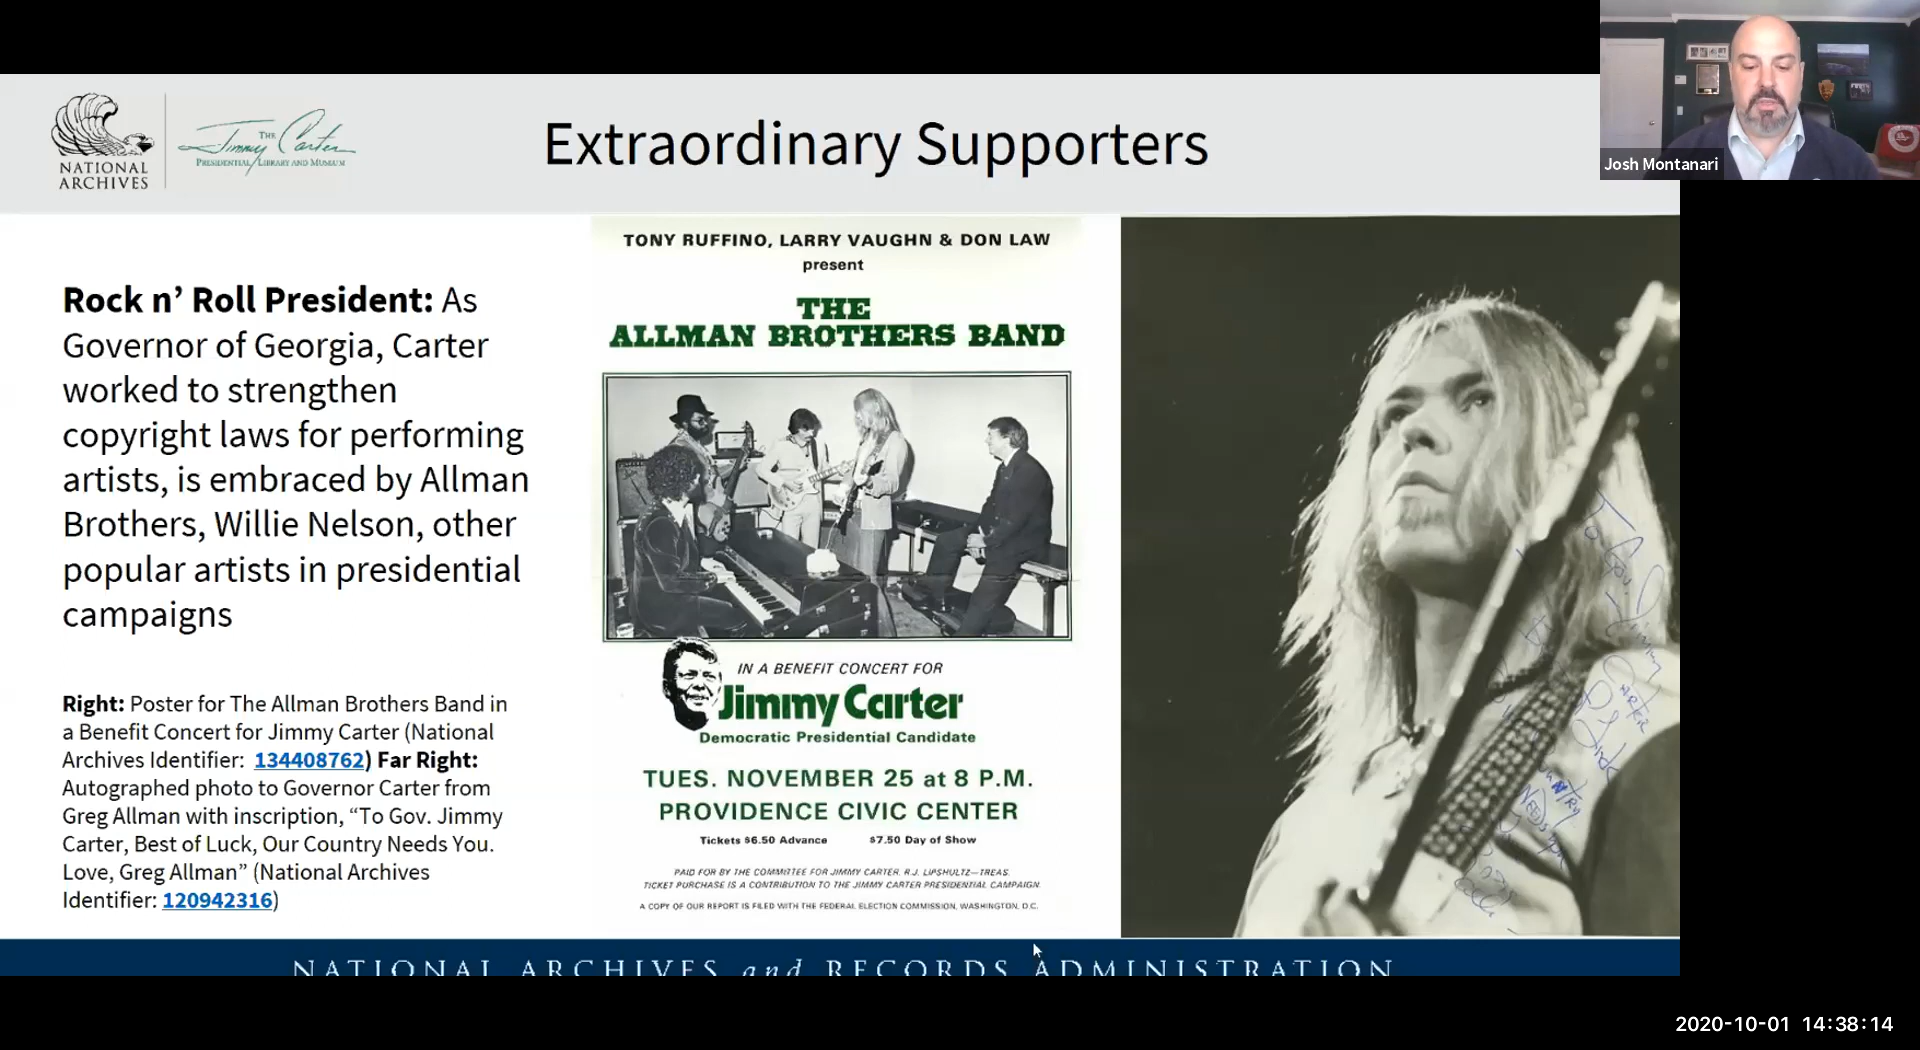 NATIONAL
ARCHIVES
THE
Jimmy Carter
PRESIDENTIAL LIBRARY AND MUSEUM
Extraordinary Supporters
Josh Montanari
Rock n’ Roll President: As
Governor of Georgia, Carter
worked to strengthen
copyright laws for performing
artists, is embraced by Allman
Brothers, Willie Nelson, other
popular artists in presidential
campaigns
Right: Poster for The Allman Brothers Band in
a Benefit Concert for Jimmy Carter (National
Archives Identifier: 134408762) Far Right:
Autographed photo to Governor Carter from
Greg Allman with inscription, “To Gov. Jimmy
Carter, Best of Luck, Our Country Needs You.
Love, Greg Allman” (National Archives
Identifier: 120942316)
TONY RUFFINO, LARRY VAUGHN & DON LAW
present
THE
ALLMAN BROTHERS BAND
IN A BENEFIT CONCERT FOR
Jimmy Carter
Democratic Presidential Candidate
TUES. NOVEMBER 25 at 8 P.M.
PROVIDENCE CIVIC CENTER
Tickets $6.50 Advance $7.50 Day of Show
PAID FOR BY THE COMMITTEE FOR JIMMY CARTER. R.J. LIPSHULTZ—TREAS.
TICKET PURCHASE IS A CONTRIBUTION TO THE JIMMY CARTER PRESIDENTIAL CAMPAIGN.
A COPY OF OUR REPORT IS FILED WITH THE FEDERAL ELECTION COMMISSION, WASHINGTON, D.C.
To Gov. Jimmy
Carter
NATIONAL ARCHIVES and RECORDS ADMINISTRATION
2020-10-01 14:38:14